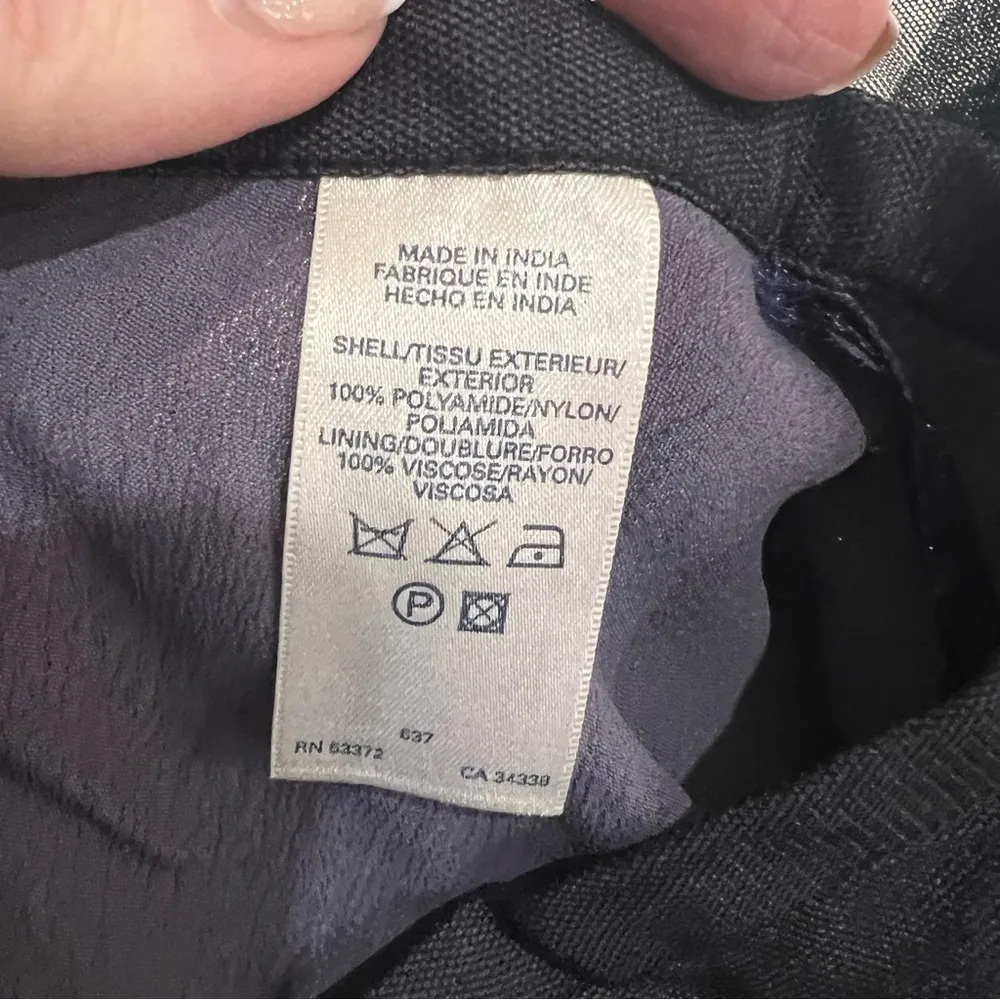 MADE IN INDIA
FABRIQUE EN INDE
HECHO EN INDIA
SHELL/TISSU EXTERIEUR/
EXTERIOR
100% POLYAMIDE/NYLON/
POLIAMIDA
LINING/DOUBLURE/FORRO
100% VISCOSE/RAYON/
VISCOSA
P
637
RN 63372
CA 34338